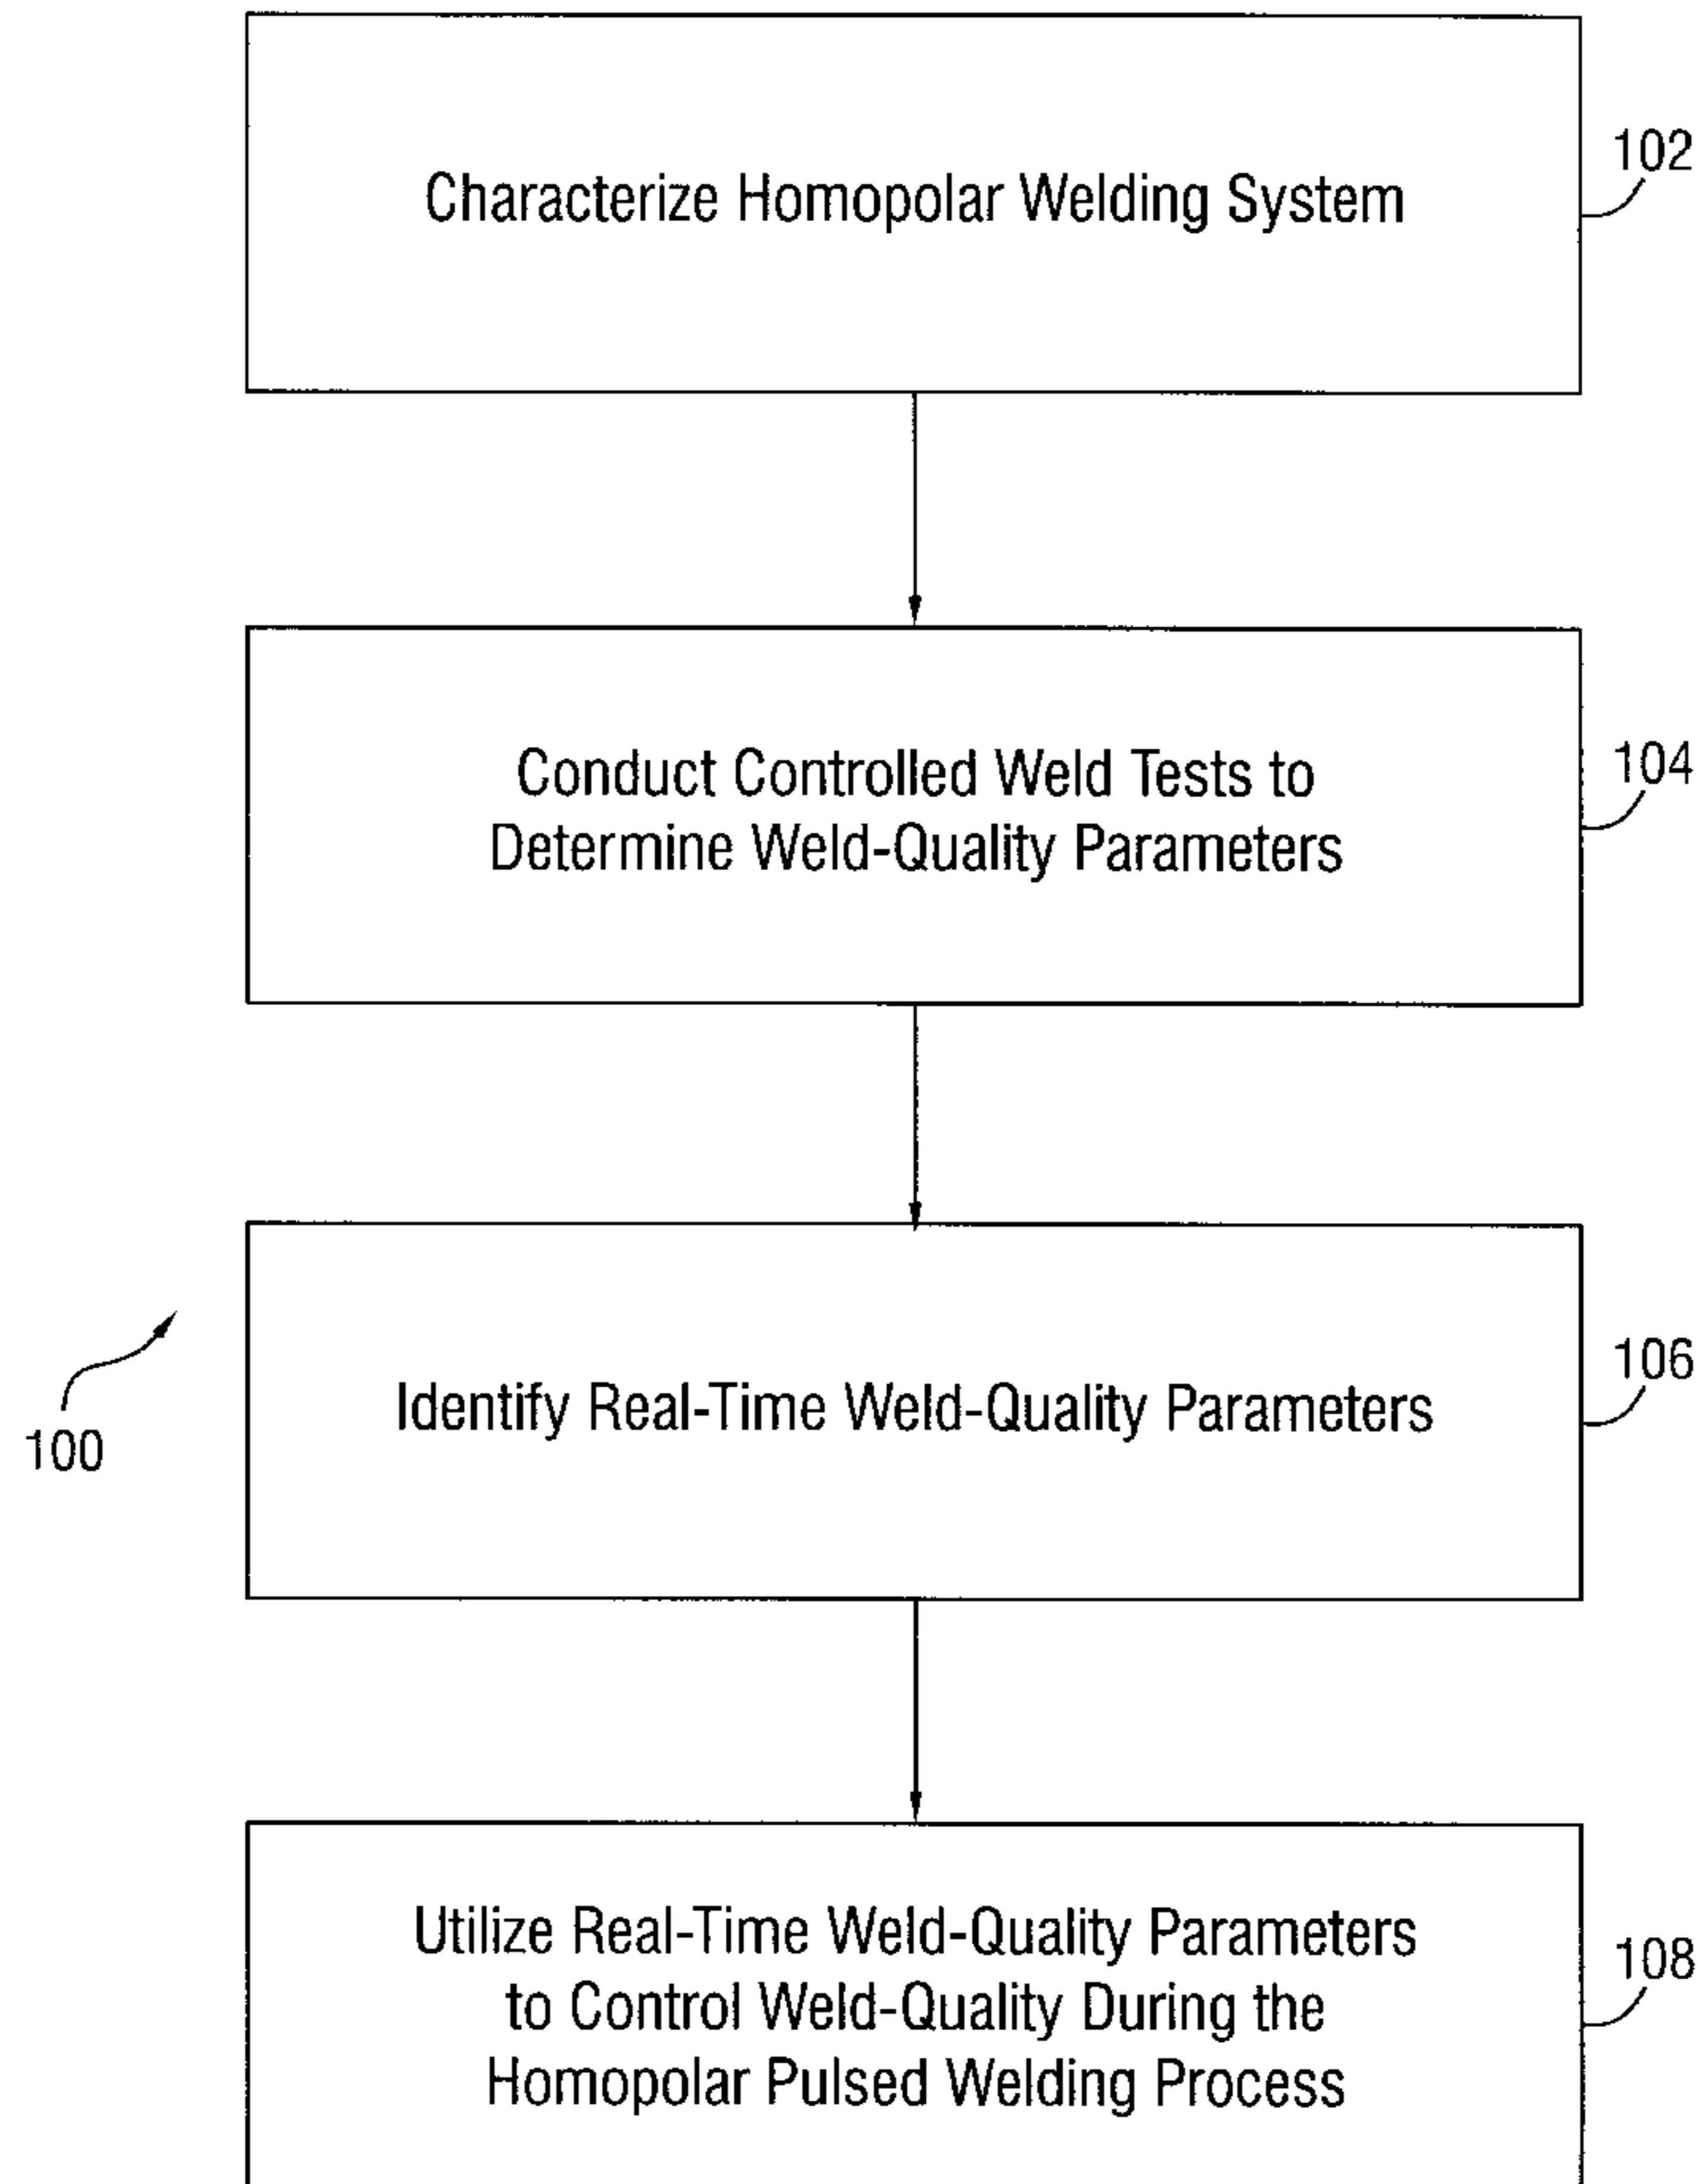 Characterize Homopolar Welding System
102
Conduct Controlled Weld Tests to
Determine Weld-Quality Parameters
104
Identify Real-Time Weld-Quality Parameters
106
100
Utilize Real-Time Weld-Quality Parameters
to Control Weld-Quality During the
Homopolar Pulsed Welding Process
108